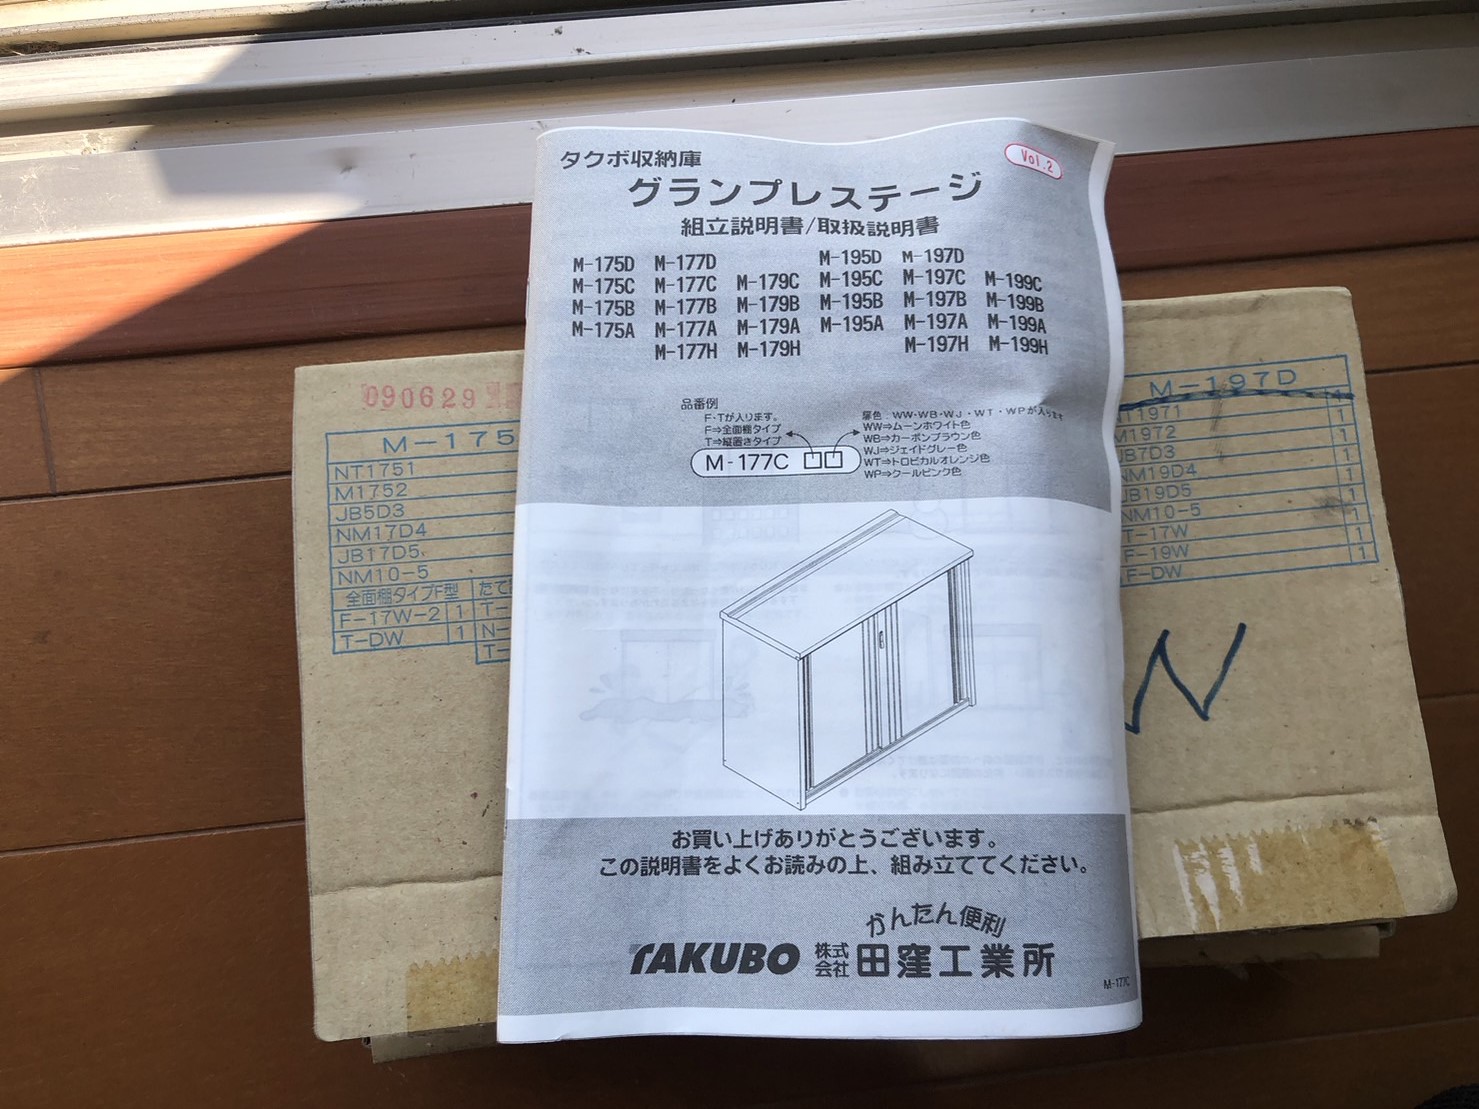 タクボ収納庫
Vol.2
グランプレステージ
組立説明書/取扱説明書
M-175D M-177D M-195D M-197D
M-175C M-177C M-179C M-195C M-197C M-199C
M-175B M-177B M-179B M-195B M-197B M-199B
M-175A M-177A M-179A M-195A M-197A M-199A
M-177H M-179H M-197H M-199H
品番例
F・Tが入ります。
F⇒全面棚タイプ
T⇒縦置きタイプ
M-177C□□
扉色:WW・WB・WJ・WT・WPが入ります
WW⇒ムーンホワイト色
WB⇒カーボンブラウン色
WJ⇒ジェイドグレー色
WT⇒トロピカルオレンジ色
WP⇒クールピンク色
お買い上げありがとうございます。
この説明書をよくお読みの上、組み立ててください。
かんたん便利
TAKUBO 株式会社 田窪工業所
M-177C
090629
M-175
NT1751
M1752
JB5D3
NM17D4
JB17D5
NM10-5
全面棚タイプF型 たて
F-17W-2 1 T-
T-DW 1 N-
T-
M-197D
T1971 1
M1972 1
JB7D3 1
NM19D4 1
JB19D5 1
NM10-5 1
T-17W 1
F-19W 1
F-DW
N